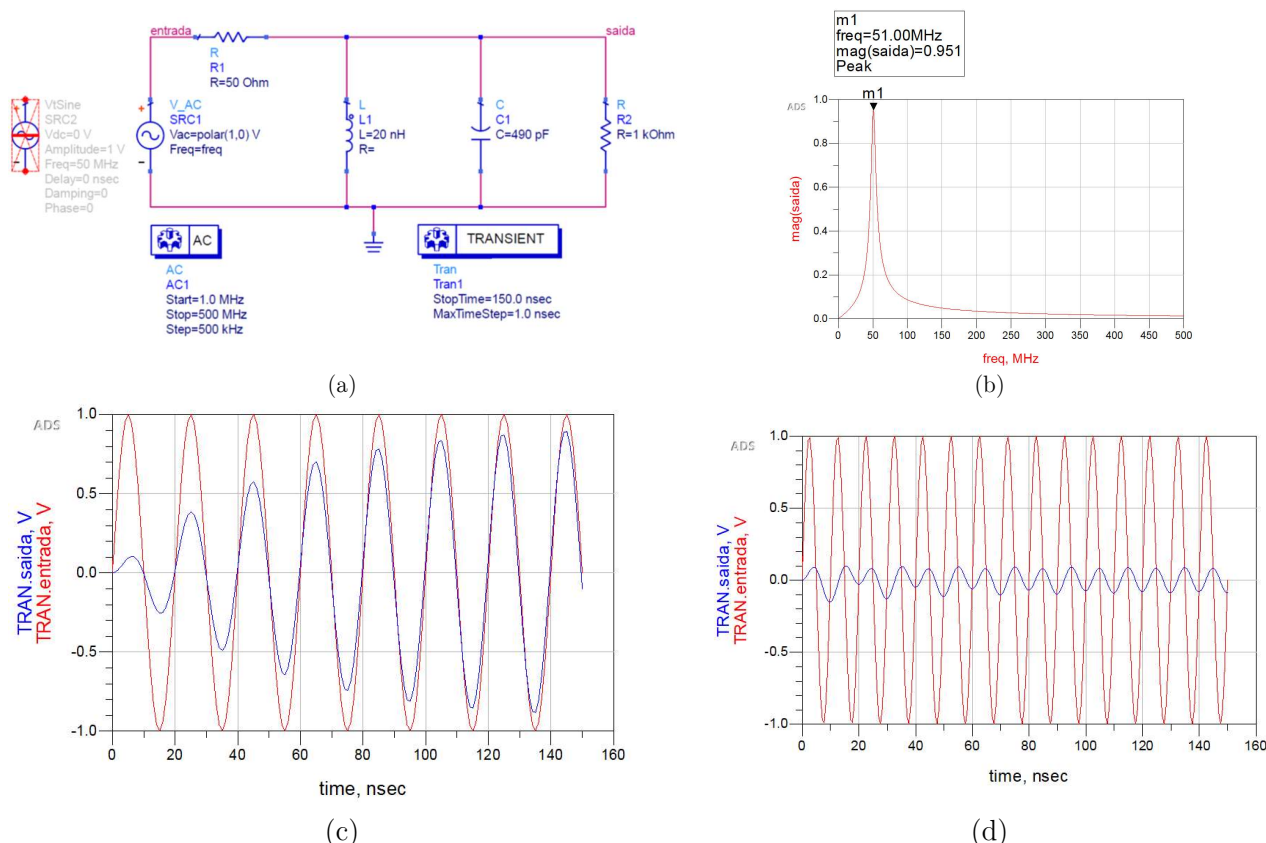 entrada
saida
R
R1
R=50 Ohm
VtSine
SRC2
Vdc=0 V
Amplitude=1 V
Freq=50 MHz
Delay=0 nsec
Damping=0
Phase=0
+
-
V_AC
SRC1
Vac=polar(1,0) V
Freq=freq
+
-
L
L1
L=20 nH
R=
C
C1
C=490 pF
R
R2
R=1 kOhm
AC
AC
AC1
Start=1.0 MHz
Stop=500 MHz
Step=500 kHz
TRANSIENT
Tran
Tran1
StopTime=150.0 nsec
MaxTimeStep=1.0 nsec
(a)
m1
freq=51.00MHz
mag(saida)=0.951
Peak
m1
ADS
mag(saida)
1.0
0.8
0.6
0.4
0.2
0.0
0 50 100 150 200 250 300 350 400 450 500
freq, MHz
(b)
ADS
TRAN.saida, V
TRAN.entrada, V
1.0
0.5
0.0
-0.5
-1.0
0 20 40 60 80 100 120 140 160
time, nsec
(c)
ADS
TRAN.saida, V
TRAN.entrada, V
1.0
0.5
0.0
-0.5
-1.0
0 20 40 60 80 100 120 140 160
time, nsec
(d)